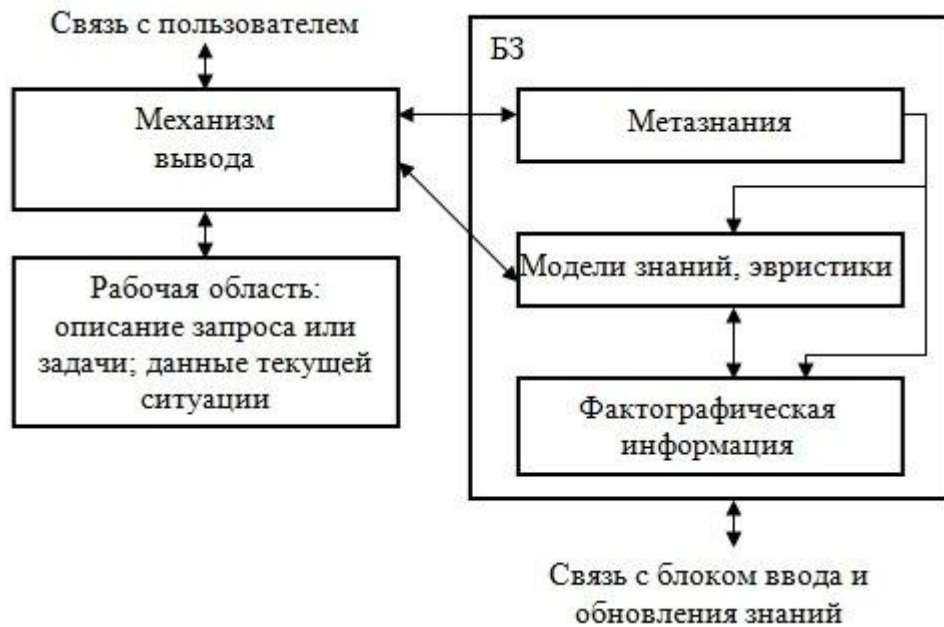 Связь с пользователем
Механизм
вывода
Рабочая область:
описание запроса или
задачи; данные текущей
ситуации
БЗ
Метазнания
Модели знаний, эвристики
Фактографическая
информация
Связь с блоком ввода и
обновления знаний